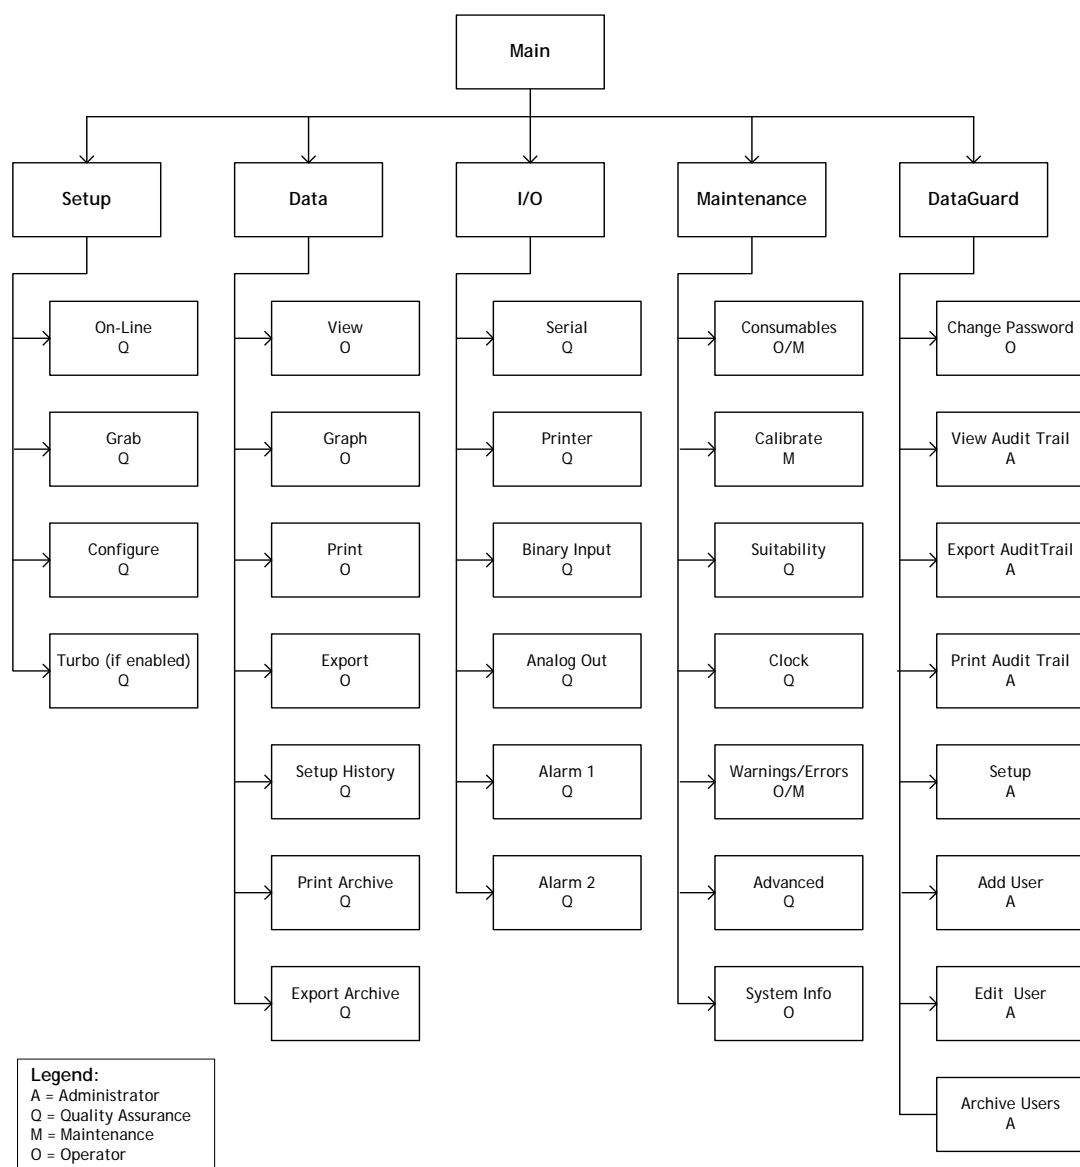 Main
Setup
Data
I/O
Maintenance
DataGuard
On-Line
Q
View
O
Serial
Q
Consumables
O/M
Change Password
O
Grab
Q
Graph
O
Printer
Q
Calibrate
M
View Audit Trail
A
Configure
Q
Print
O
Binary Input
Q
Suitability
Q
Export AuditTrail
A
Turbo (if enabled)
Q
Export
O
Analog Out
Q
Clock
Q
Print Audit Trail
A
Setup History
Q
Alarm 1
Q
Warnings/Errors
O/M
Setup
A
Print Archive
Q
Alarm 2
Q
Advanced
Q
Add User
A
Export Archive
Q
System Info
O
Edit User
A
Archive Users
A
Legend:
A = Administrator
Q = Quality Assurance
M = Maintenance
O = Operator